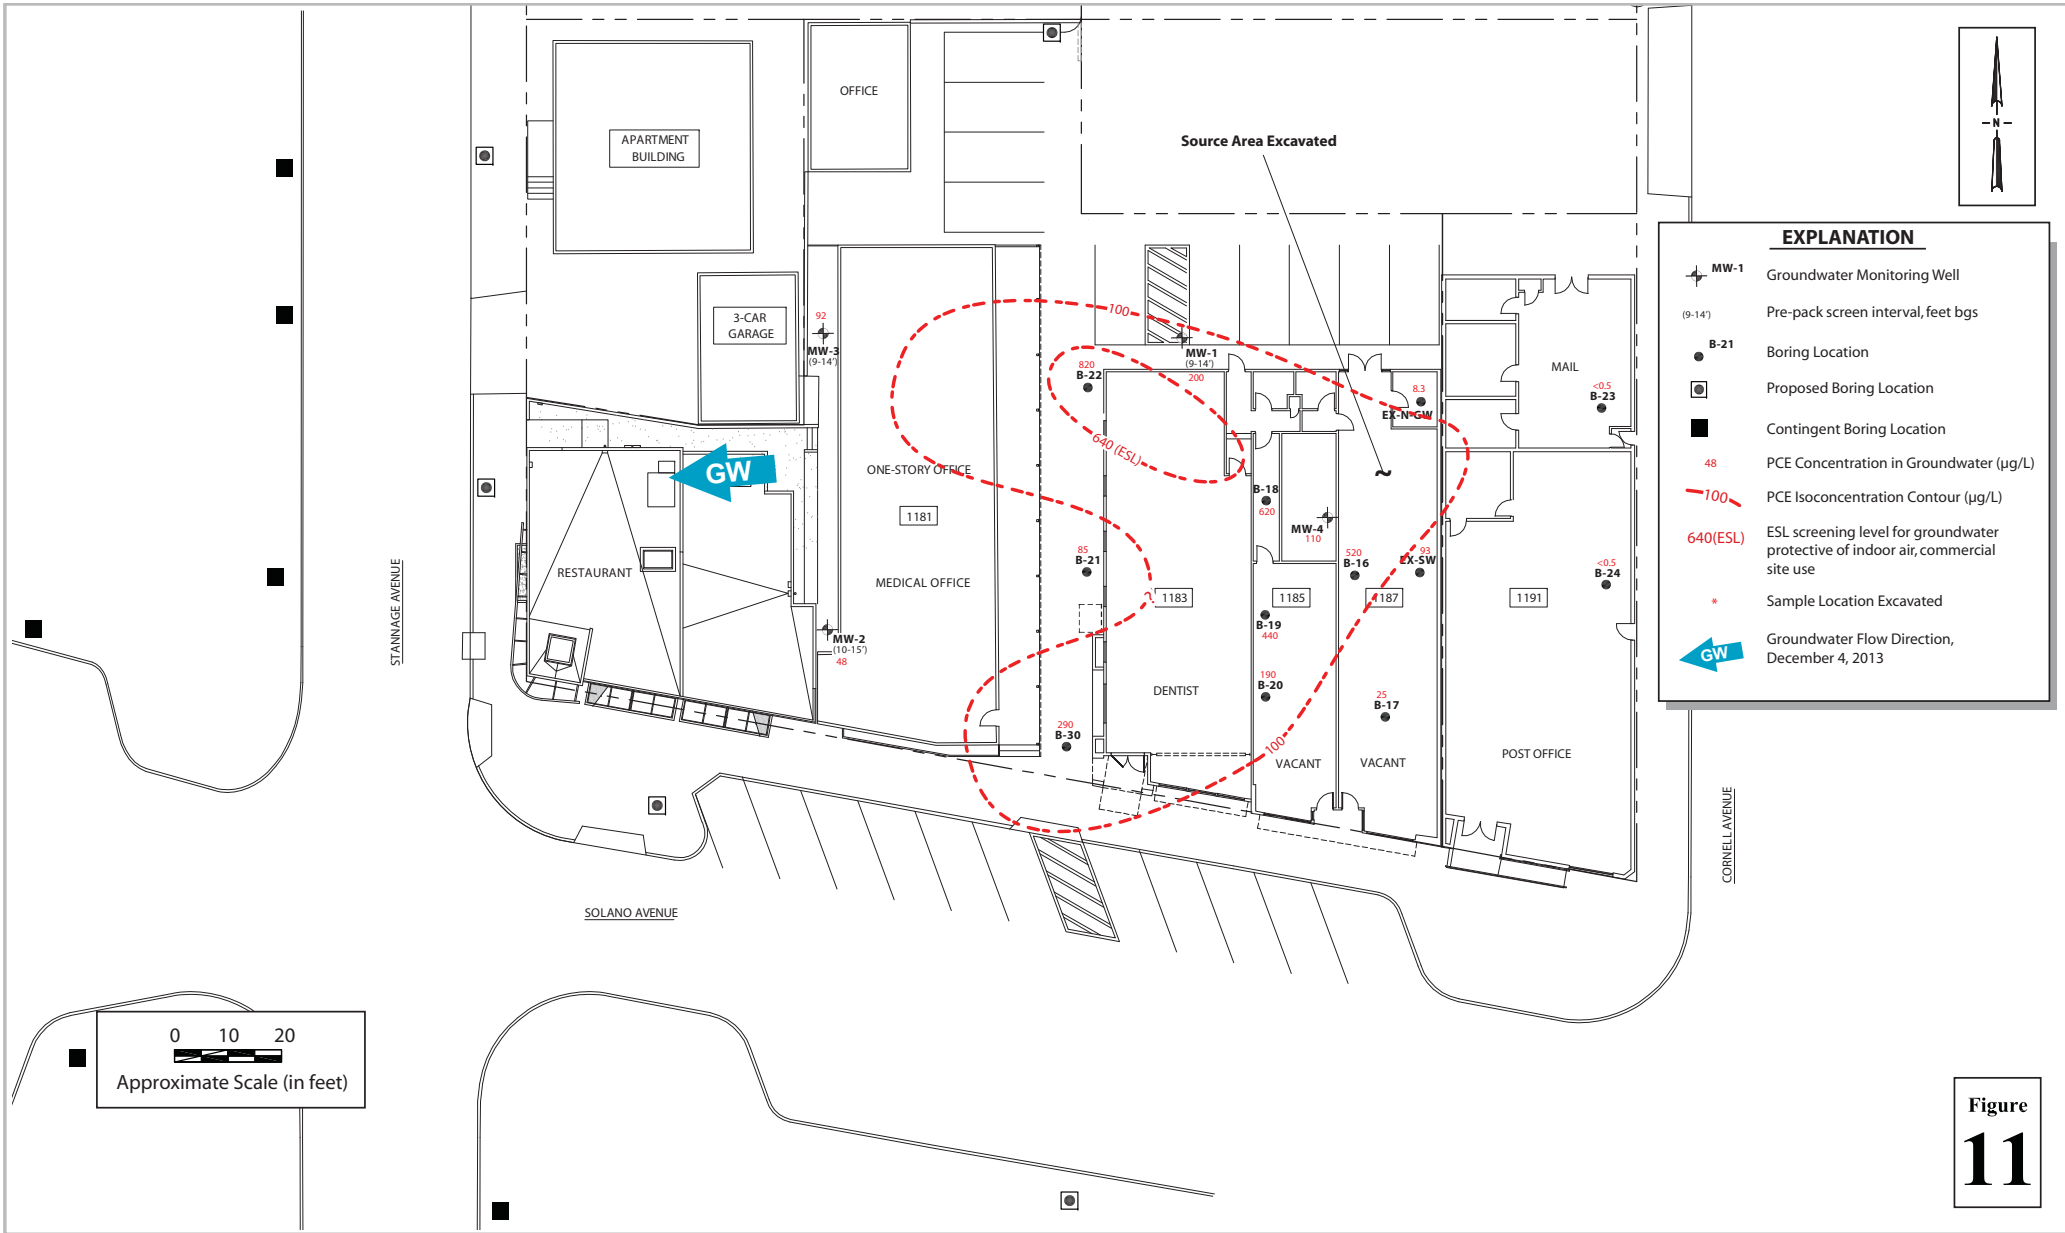 OFFICE
APARTMENT
BUILDING
Source Area Excavated
N
EXPLANATION
MW-1
Groundwater Monitoring Well
(9-14')
Pre-pack screen interval, feet bgs
B-21
Boring Location
Proposed Boring Location
Contingent Boring Location
48
PCE Concentration in Groundwater (µg/L)
100
PCE Isoconcentration Contour (µg/L)
640(ESL)
ESL screening level for groundwater
protective of indoor air, commercial
site use
*
Sample Location Excavated
GW
Groundwater Flow Direction,
December 4, 2013
3-CAR
GARAGE
92
MW-3
(9-14')
100
MW-1
(9-14')
200
820
B-22
640 (ESL)
8.3
EX-N-GW
MAIL
<0.5
B-23
GW
ONE-STORY OFFICE
1181
MEDICAL OFFICE
B-18
620
MW-4
110
~
85
B-21
520
B-16
93
EX-SW
<0.5
B-24
RESTAURANT
STANNAGE AVENUE
?
1183
1185
1187
1191
B-19
440
MW-2
(10-15')
48
190
B-20
25
B-17
DENTIST
290
B-30
100
VACANT
VACANT
POST OFFICE
CORNELL AVENUE
SOLANO AVENUE
0 10 20
Approximate Scale (in feet)
Figure
11